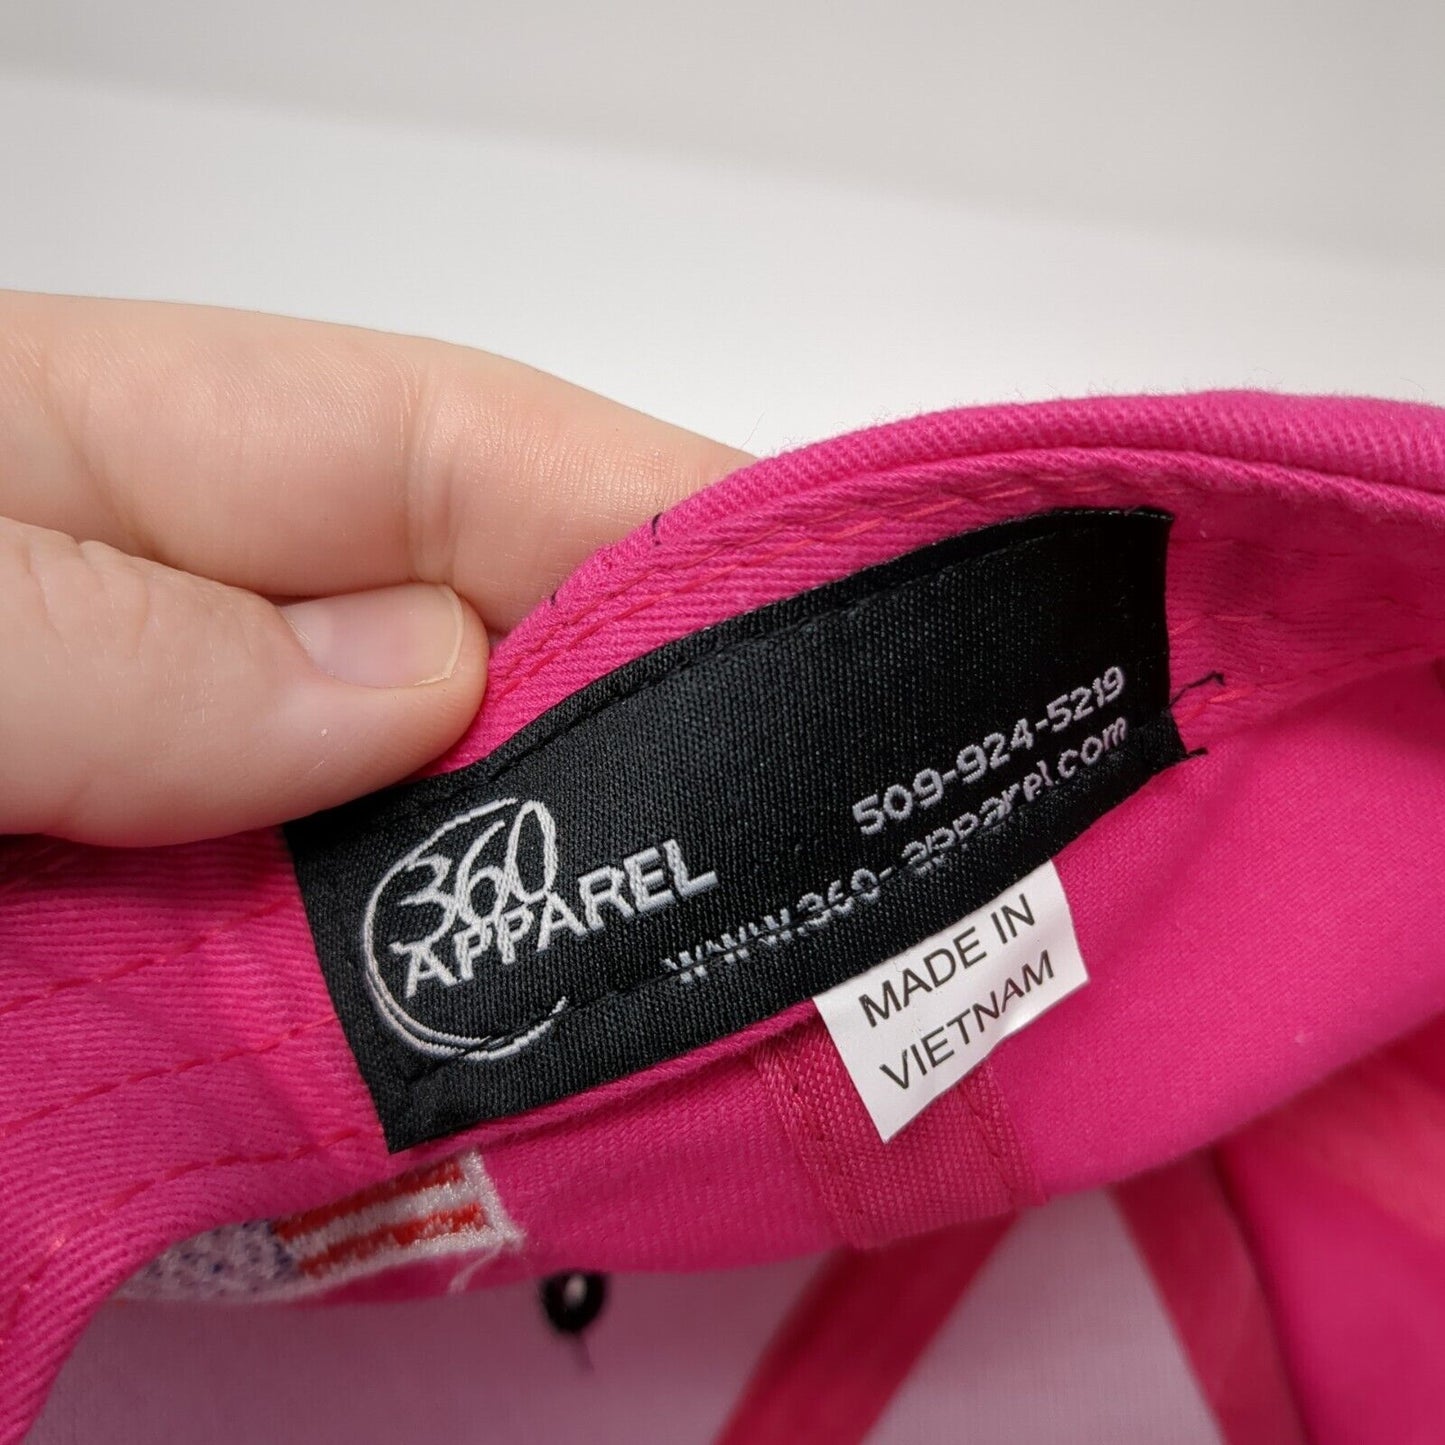 360
APPAREL
509-924-5219
www.360-apparel.com
MADE IN
VIETNAM